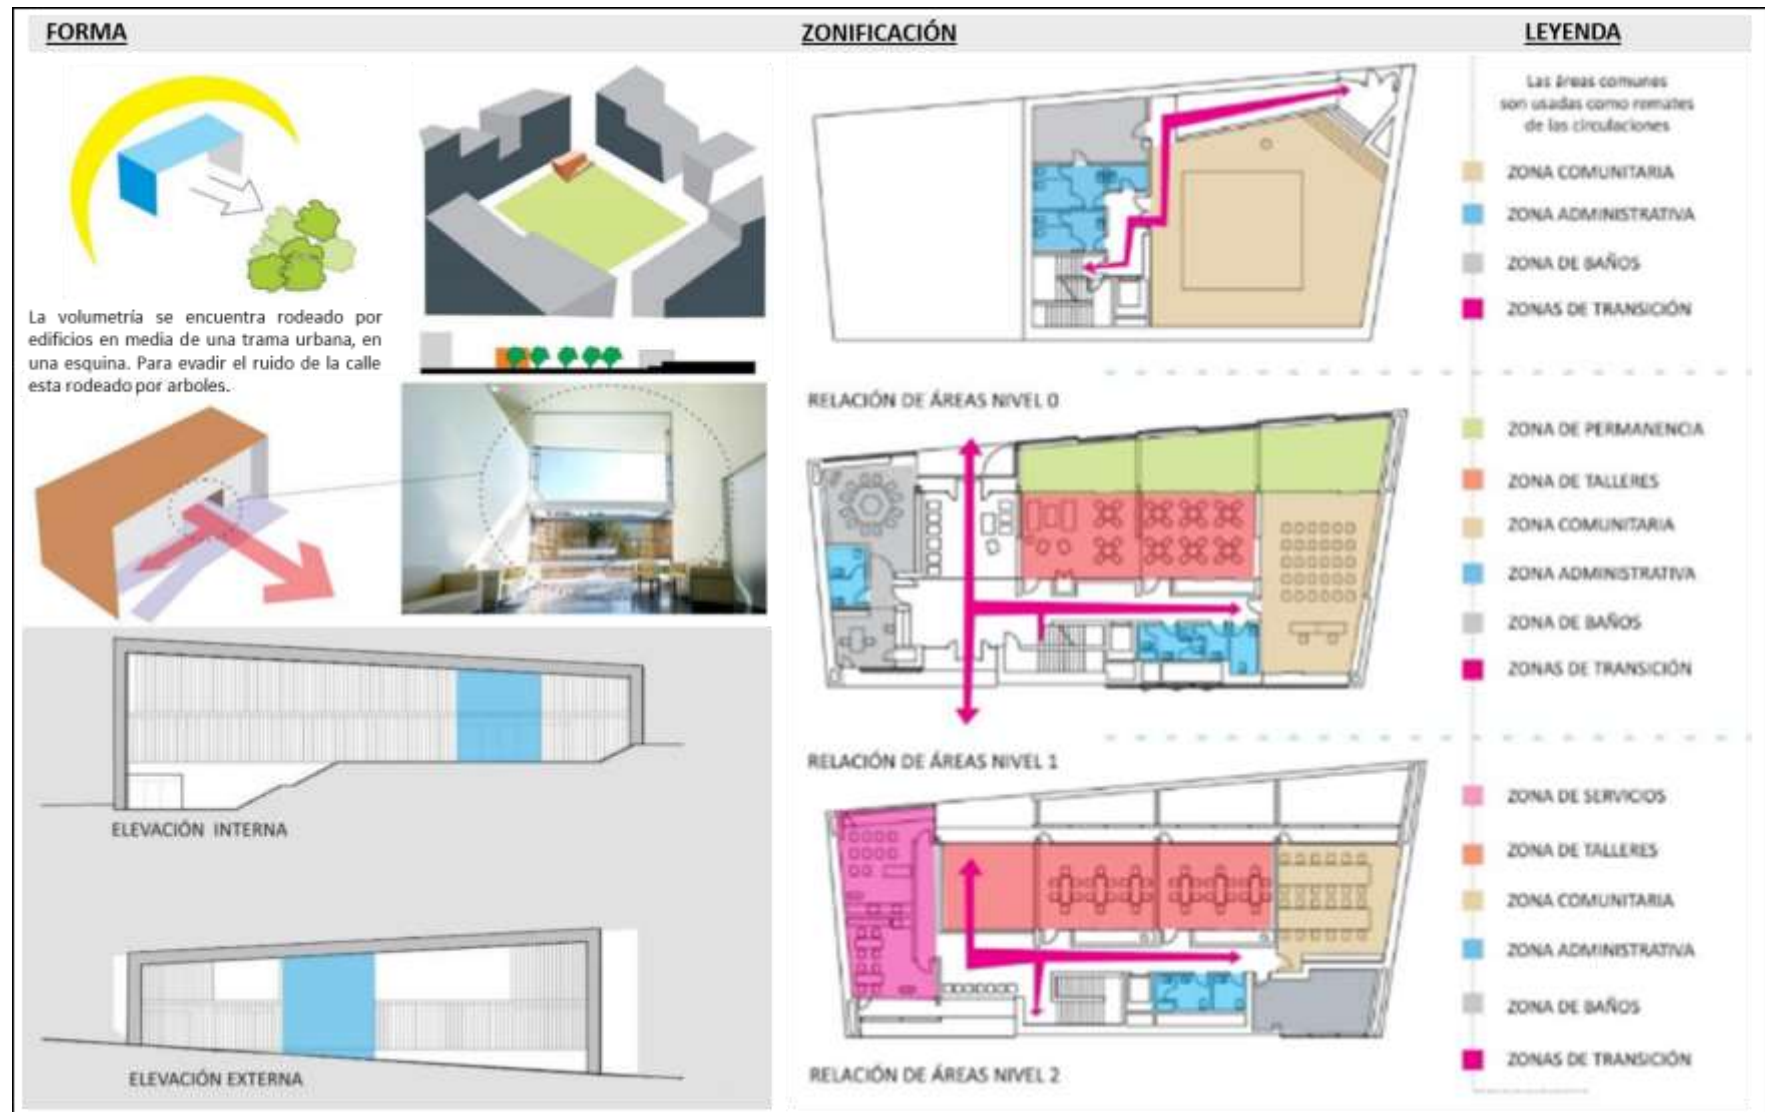 FORMA
ZONIFICACIÓN
LEYENDA
La volumetría se encuentra rodeado por
edificios en media de una trama urbana, en
una esquina. Para evadir el ruido de la calle
esta rodeado por arboles.
ELEVACIÓN INTERNA
ELEVACIÓN EXTERNA
RELACIÓN DE ÁREAS NIVEL 0
RELACIÓN DE ÁREAS NIVEL 1
RELACIÓN DE ÁREAS NIVEL 2
Las áreas comunes
son usadas como remates
de las circulaciones
ZONA COMUNITARIA
ZONA ADMINISTRATIVA
ZONA DE BAÑOS
ZONAS DE TRANSICIÓN
ZONA DE PERMANENCIA
ZONA DE TALLERES
ZONA COMUNITARIA
ZONA ADMINISTRATIVA
ZONA DE BAÑOS
ZONAS DE TRANSICIÓN
ZONA DE SERVICIOS
ZONA DE TALLERES
ZONA COMUNITARIA
ZONA ADMINISTRATIVA
ZONA DE BAÑOS
ZONAS DE TRANSICIÓN